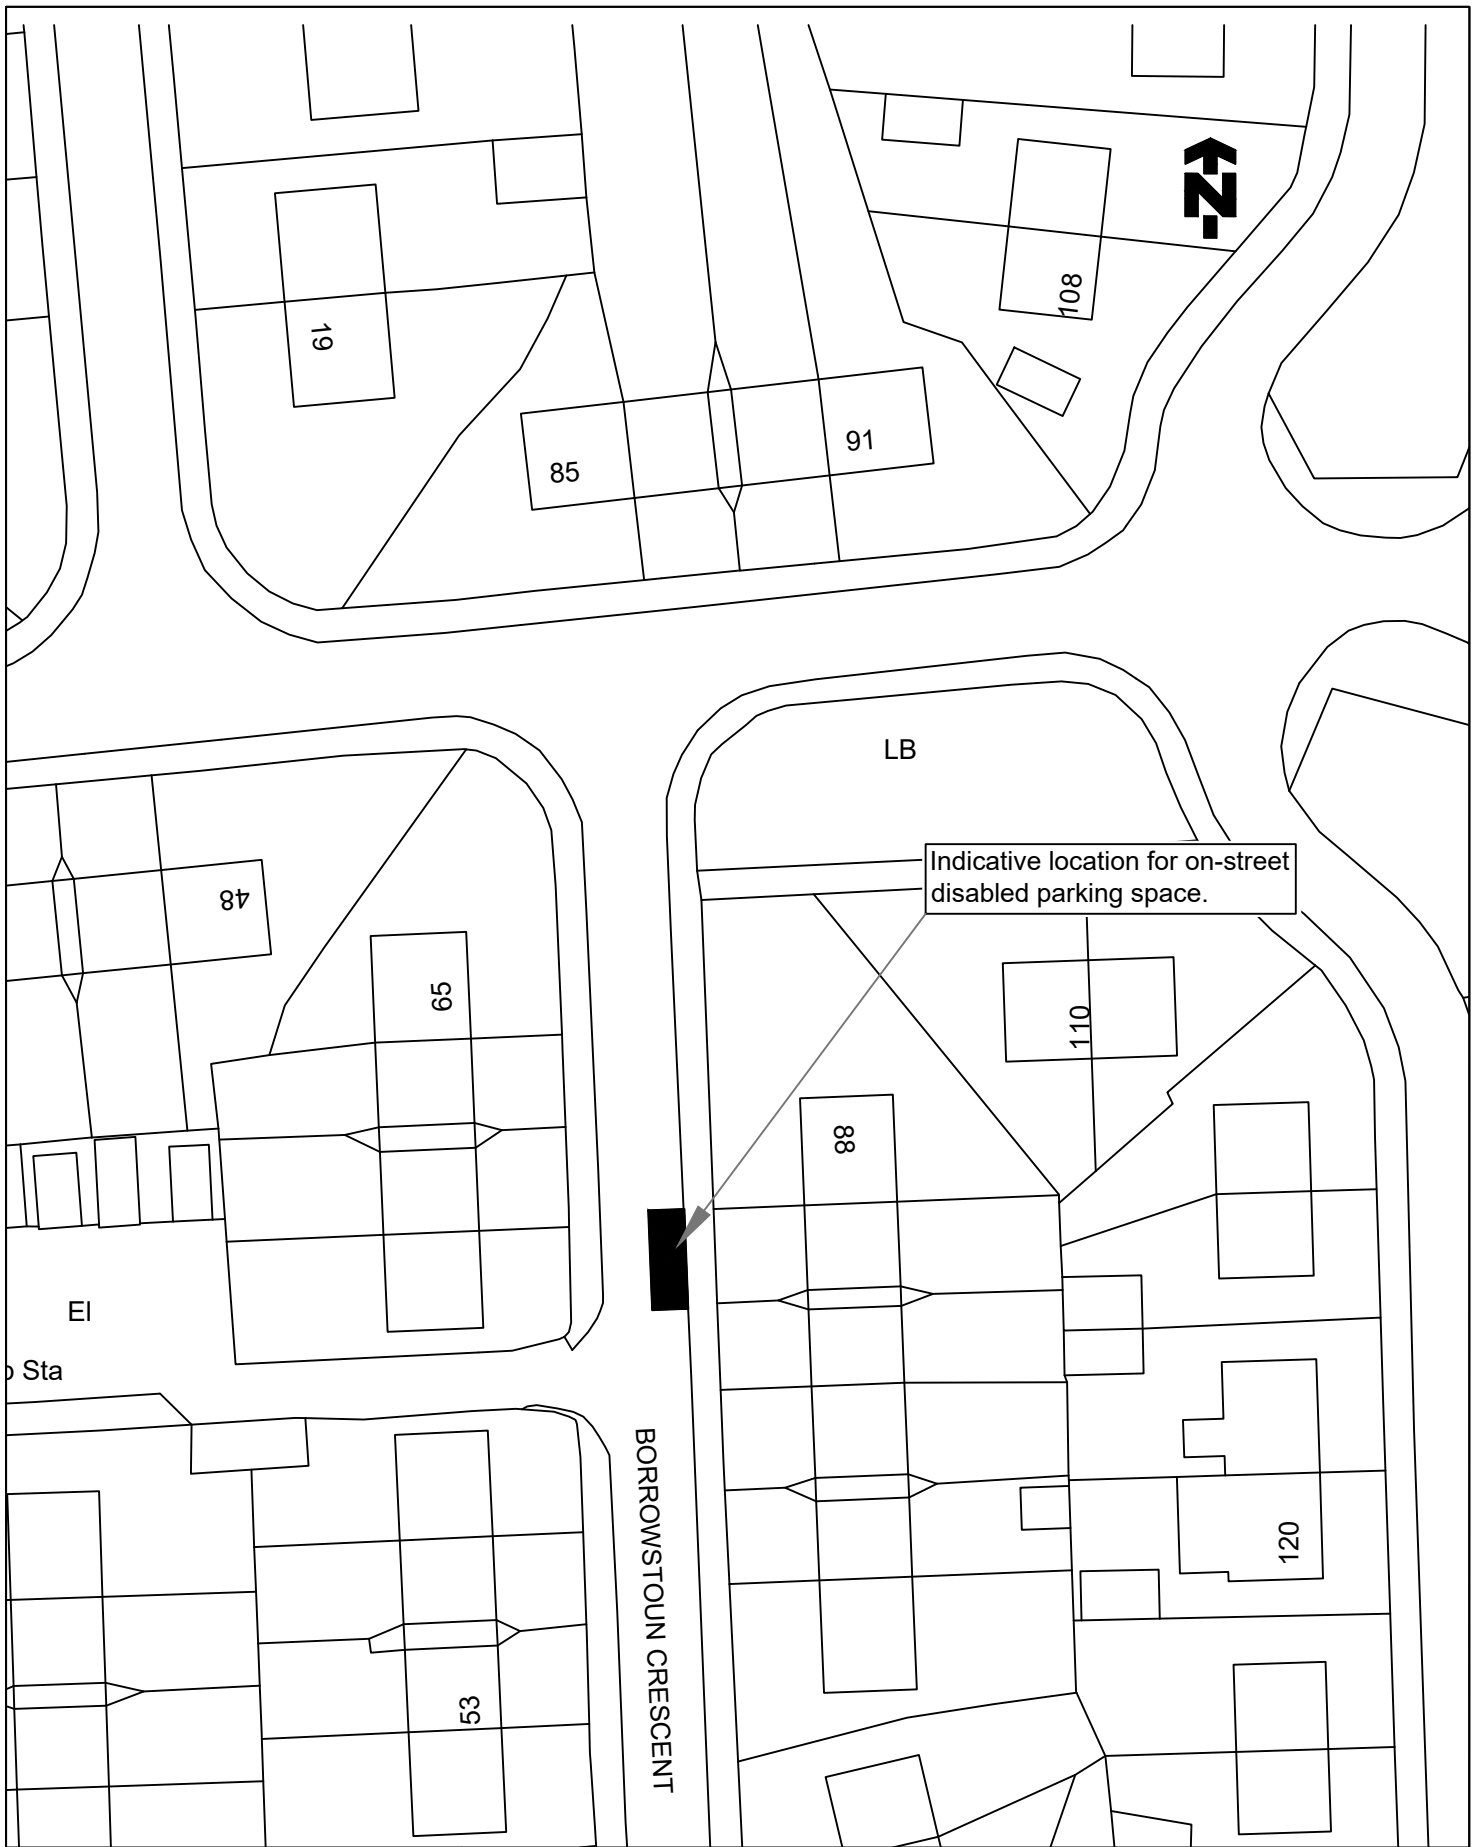 N
108
19
91
85
LB
Indicative location for on-street
disabled parking space.
48
65
110
88
El
Sta
BORROWSTOUN CRESCENT
120
53